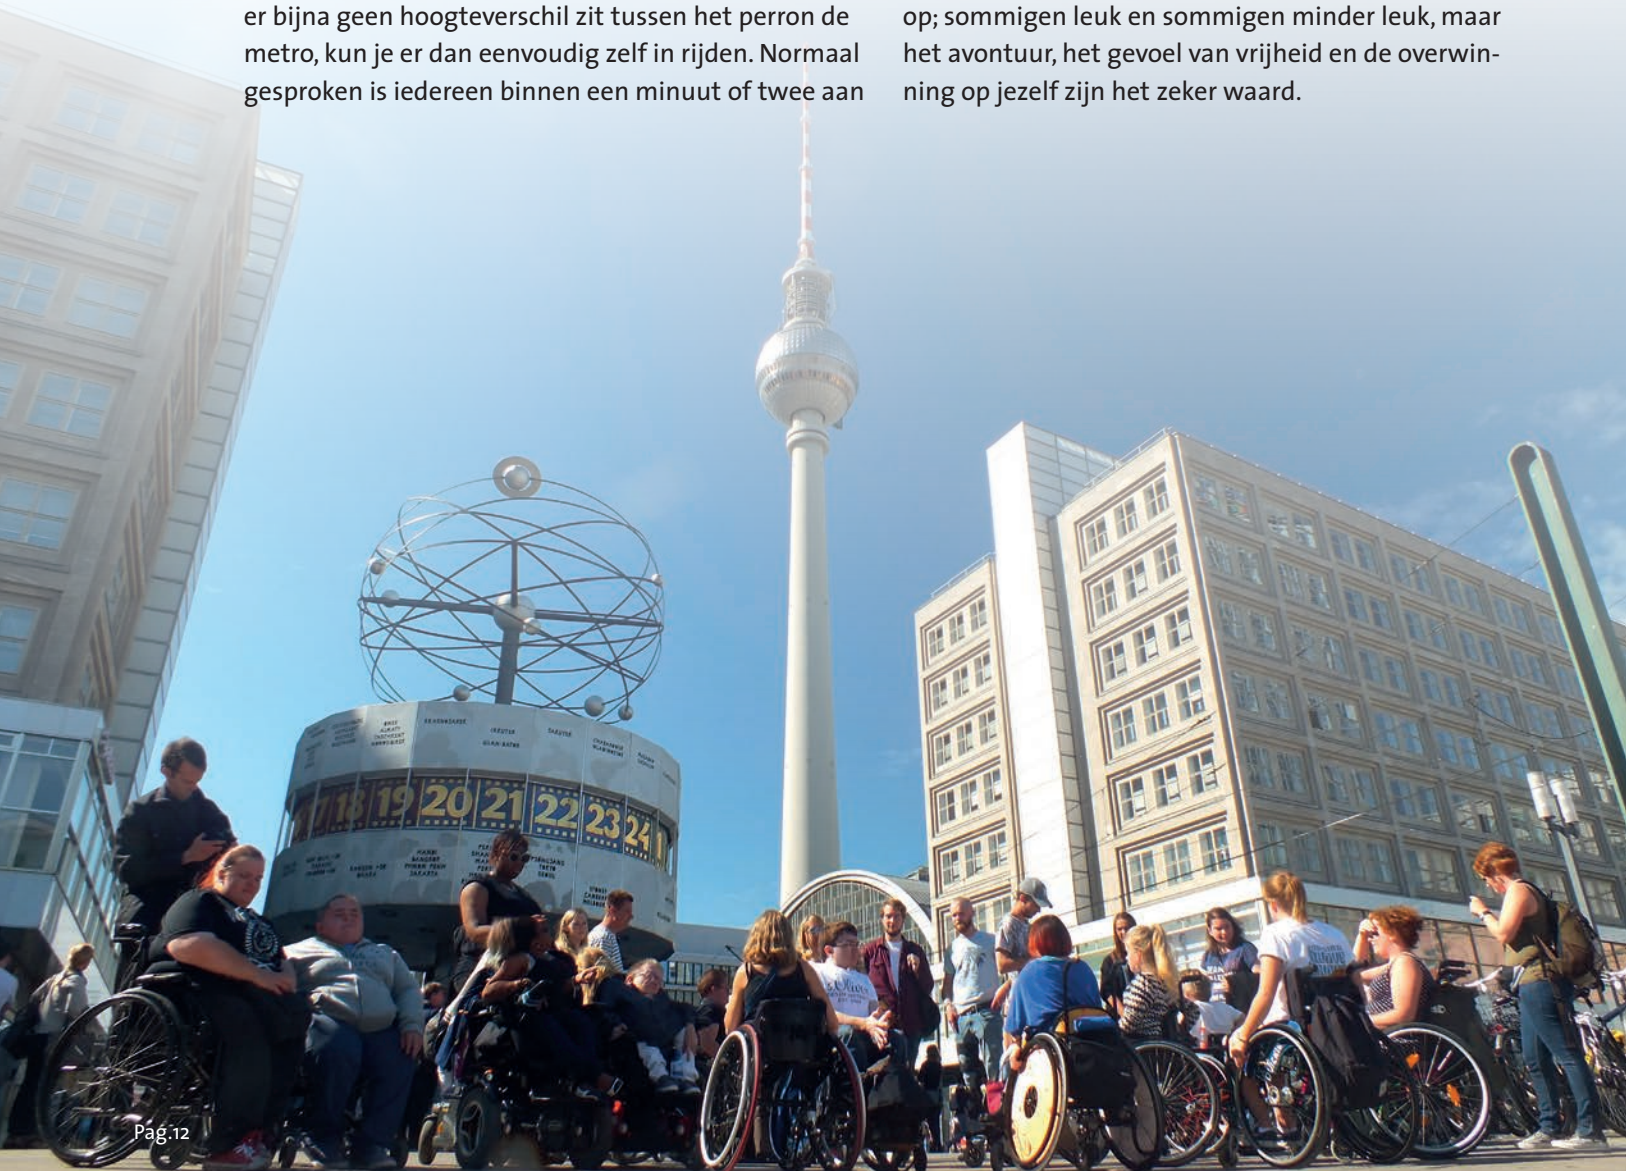 er bijna geen hoogteverschil zit tussen het perron de
metro, kun je er dan eenvoudig zelf in rijden. Normaal
gesproken is iedereen binnen een minuut of twee aan
op; sommigen leuk en sommigen minder leuk, maar
het avontuur, het gevoel van vrijheid en de overwin-
ning op jezelf zijn het zeker waard.
18 19 20 21 22 23 24 1
Pag.12